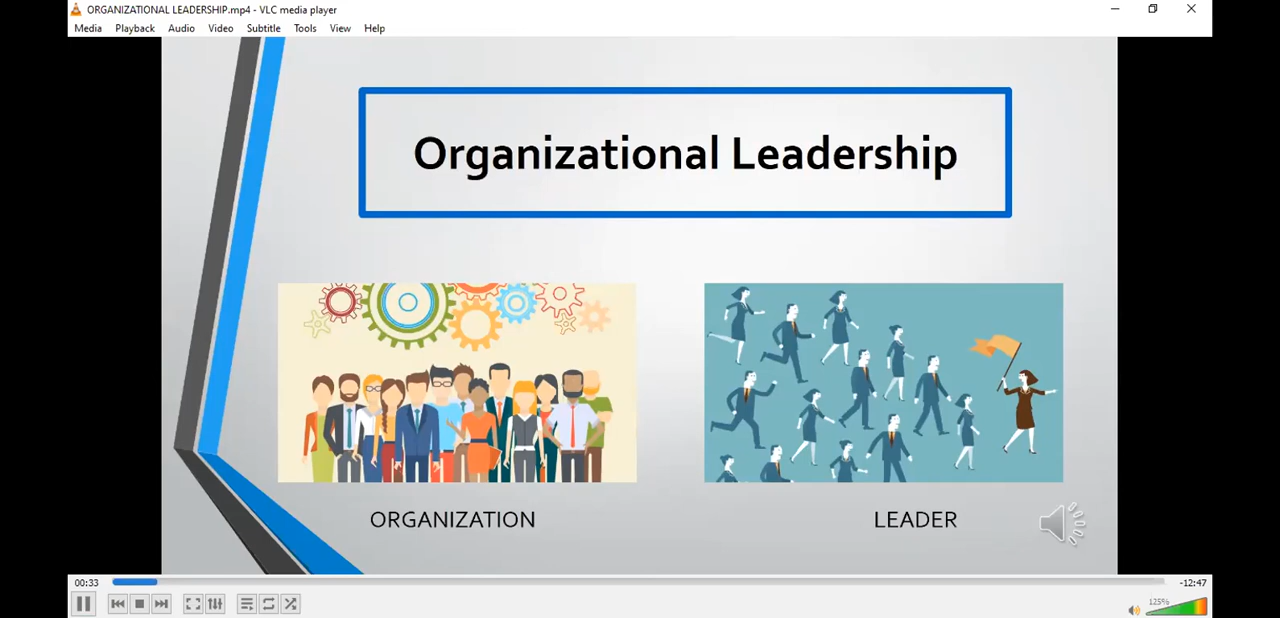 ORGANIZATIONAL LEADERSHIP.mp4 - VLC media player
Media Playback Audio Video Subtitle Tools View Help
Organizational Leadership
ORGANIZATION
LEADER
00:33
-12:47
125%